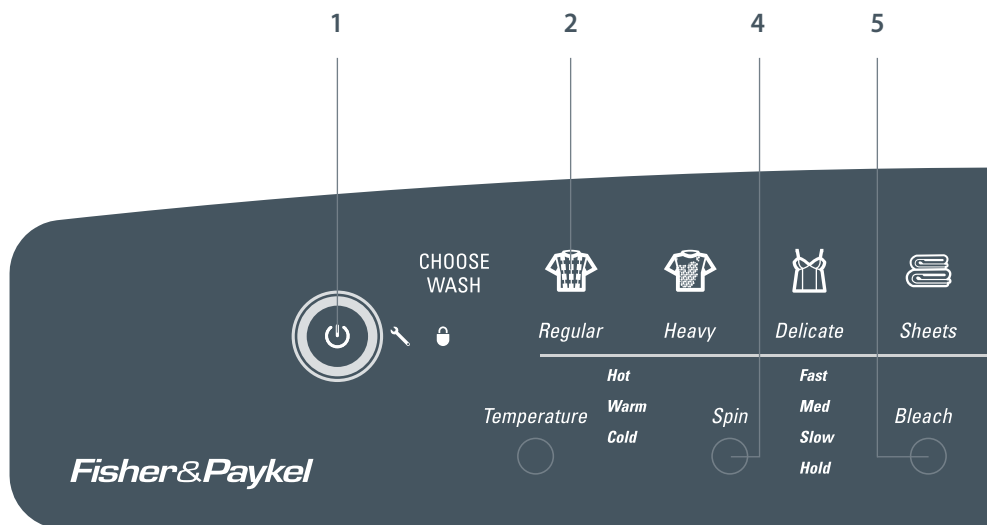 1 2 4 5
CHOOSE
WASH
Regular Heavy Delicate Sheets
Hot Fast
Temperature Warm Spin Med Bleach
Cold Slow
Hold
Fisher&Paykel